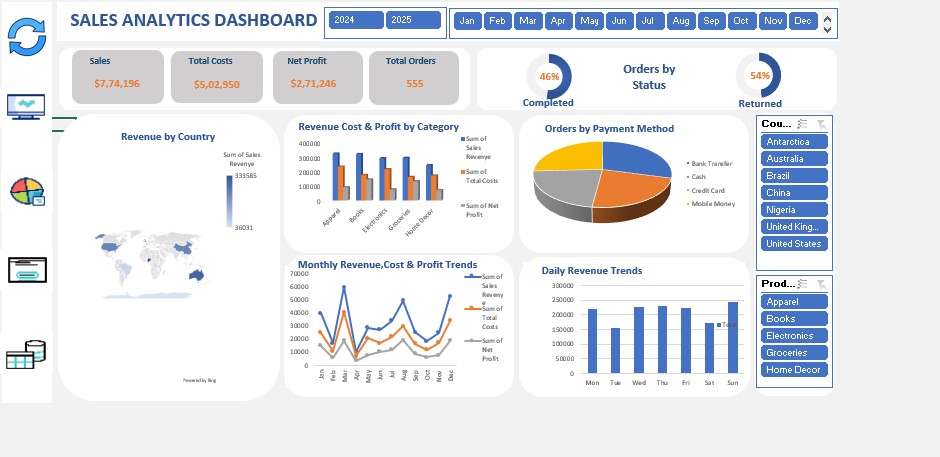 SALES ANALYTICS DASHBOARD
2024
2025
Jan
Feb
Mar
Apr
May
Jun
Jul
Aug
Sep
Oct
Nov
Dec
Sales
$7,74,196
Total Costs
$5,02,950
Net Profit
$2,71,246
Total Orders
555
46%
Completed
Orders by
Status
54%
Returned
Revenue by Country
Sum of Sales
Revenye
333585
36031
Powered by Bing
Revenue Cost & Profit by Category
400000
300000
200000
100000
0
Apparel
Books
Electronics
Groceries
Home Decor
Sum of
Sales
Revenye
Sum of
Total Costs
Sum of Net
Profit
Orders by Payment Method
Bank Transfer
Cash
Credit Card
Mobile Money
Cou...
Antarctica
Australia
Brazil
China
Nigeria
United King...
United States
Monthly Revenue,Cost & Profit Trends
70000
60000
50000
40000
30000
20000
10000
0
Jan
Feb
Mar
Apr
May
Jun
Jul
Aug
Sep
Oct
Nov
Dec
Sum of
Sales
Reveny
e
Sum of
Total
Costs
Sum of
Net
Profit
Daily Revenue Trends
300000
250000
200000
150000
100000
50000
0
Mon
Tue
Wed
Thu
Fri
Sat
Sun
Prod...
Apparel
Books
Electronics
Groceries
Home Decor